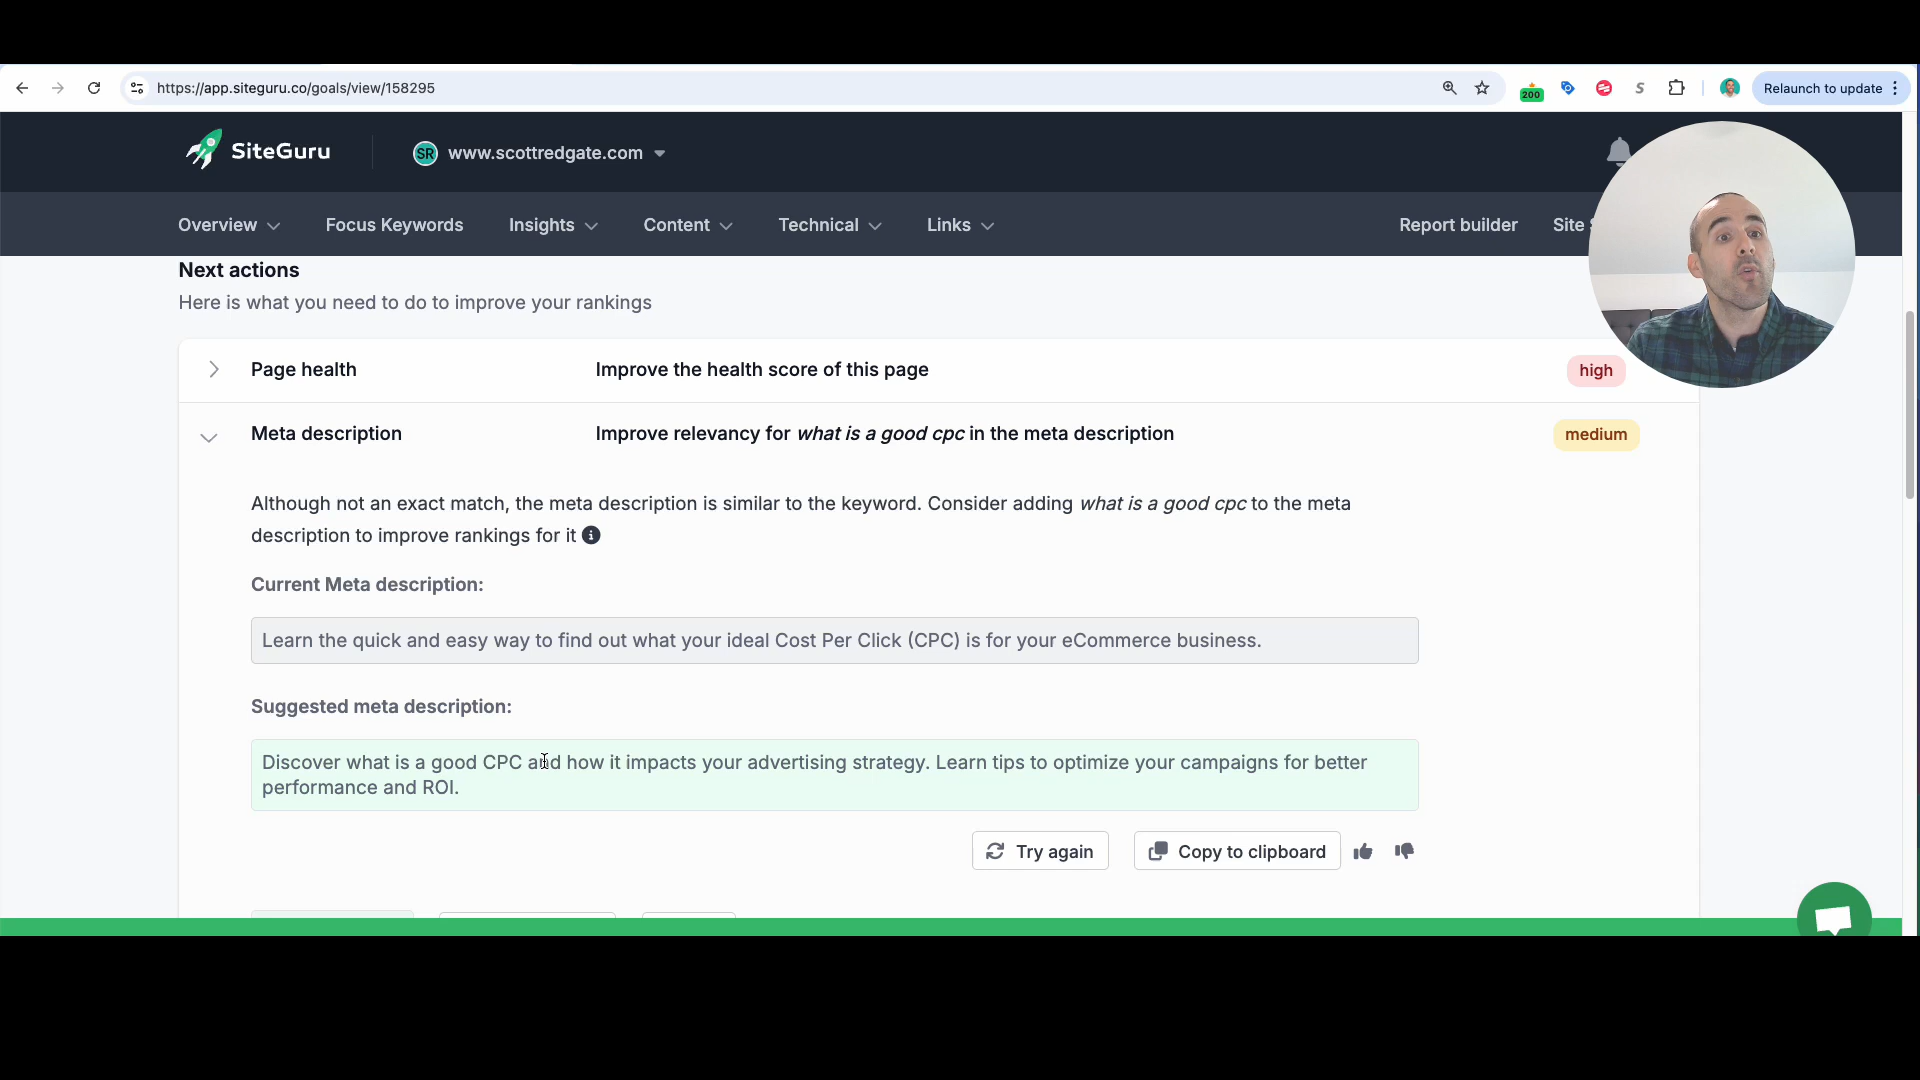 https://app.siteguru.co/goals/view/158295
200
S
Relaunch to update
SiteGuru
SR
www.scottredgate.com
Overview
Focus Keywords
Insights
Content
Technical
Links
Report builder
Site
Next actions
Here is what you need to do to improve your rankings
Page health
Improve the health score of this page
high
Meta description
Improve relevancy for what is a good cpc in the meta description
medium
Although not an exact match, the meta description is similar to the keyword. Consider adding what is a good cpc to the meta
description to improve rankings for it
Current Meta description:
Learn the quick and easy way to find out what your ideal Cost Per Click (CPC) is for your eCommerce business.
Suggested meta description:
Discover what is a good CPC and how it impacts your advertising strategy. Learn tips to optimize your campaigns for better
performance and ROI.
Try again
Copy to clipboard